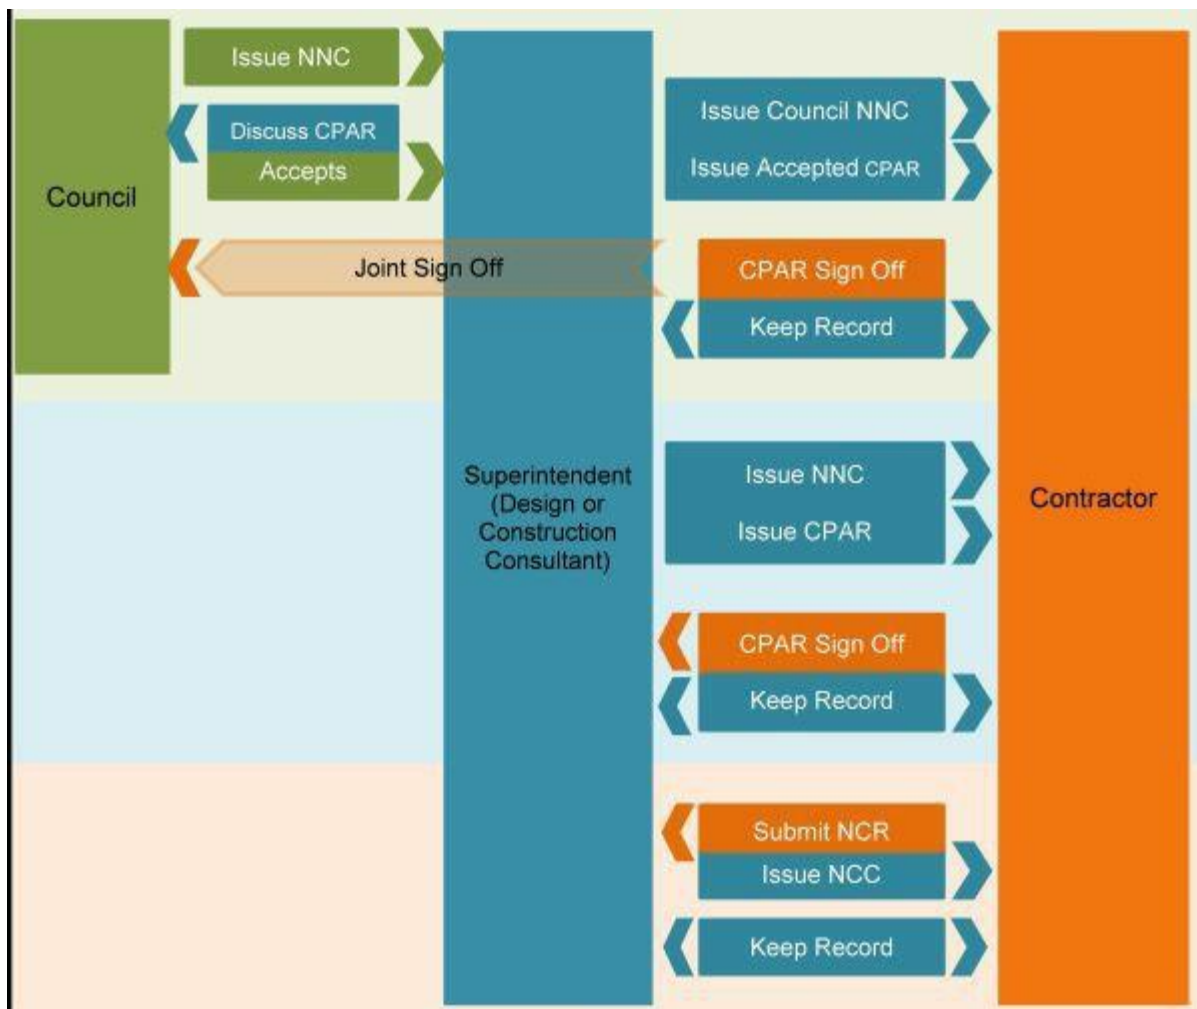 Issue NNC
Discuss CPAR
Accepts
Council
Joint Sign Off
Issue Council NNC
Issue Accepted CPAR
CPAR Sign Off
Keep Record
Superintendent
(Design or
Construction
Consultant)
Issue NNC
Issue CPAR
Contractor
CPAR Sign Off
Keep Record
Submit NCR
Issue NCC
Keep Record